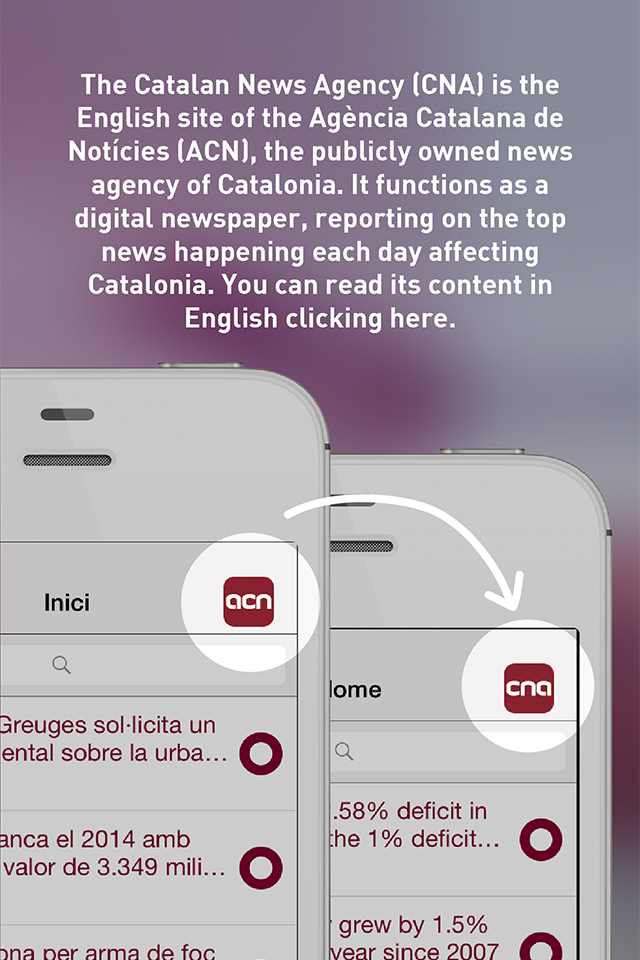 The Catalan News Agency (CNA) is the
English site of the Agència Catalana de
Notícies (ACN), the publicly owned news
agency of Catalonia. It functions as a
digital newspaper, reporting on the top
news happening each day affecting
Catalonia. You can read its content in
English clicking here.
Inici
acn
Greuges sol·licita un
ental sobre la urba...
anca el 2014 amb
valor de 3.349 mili...
ona per arma de foc
Home
cna
.58% deficit in
the 1% deficit...
y grew by 1.5%
year since 2007